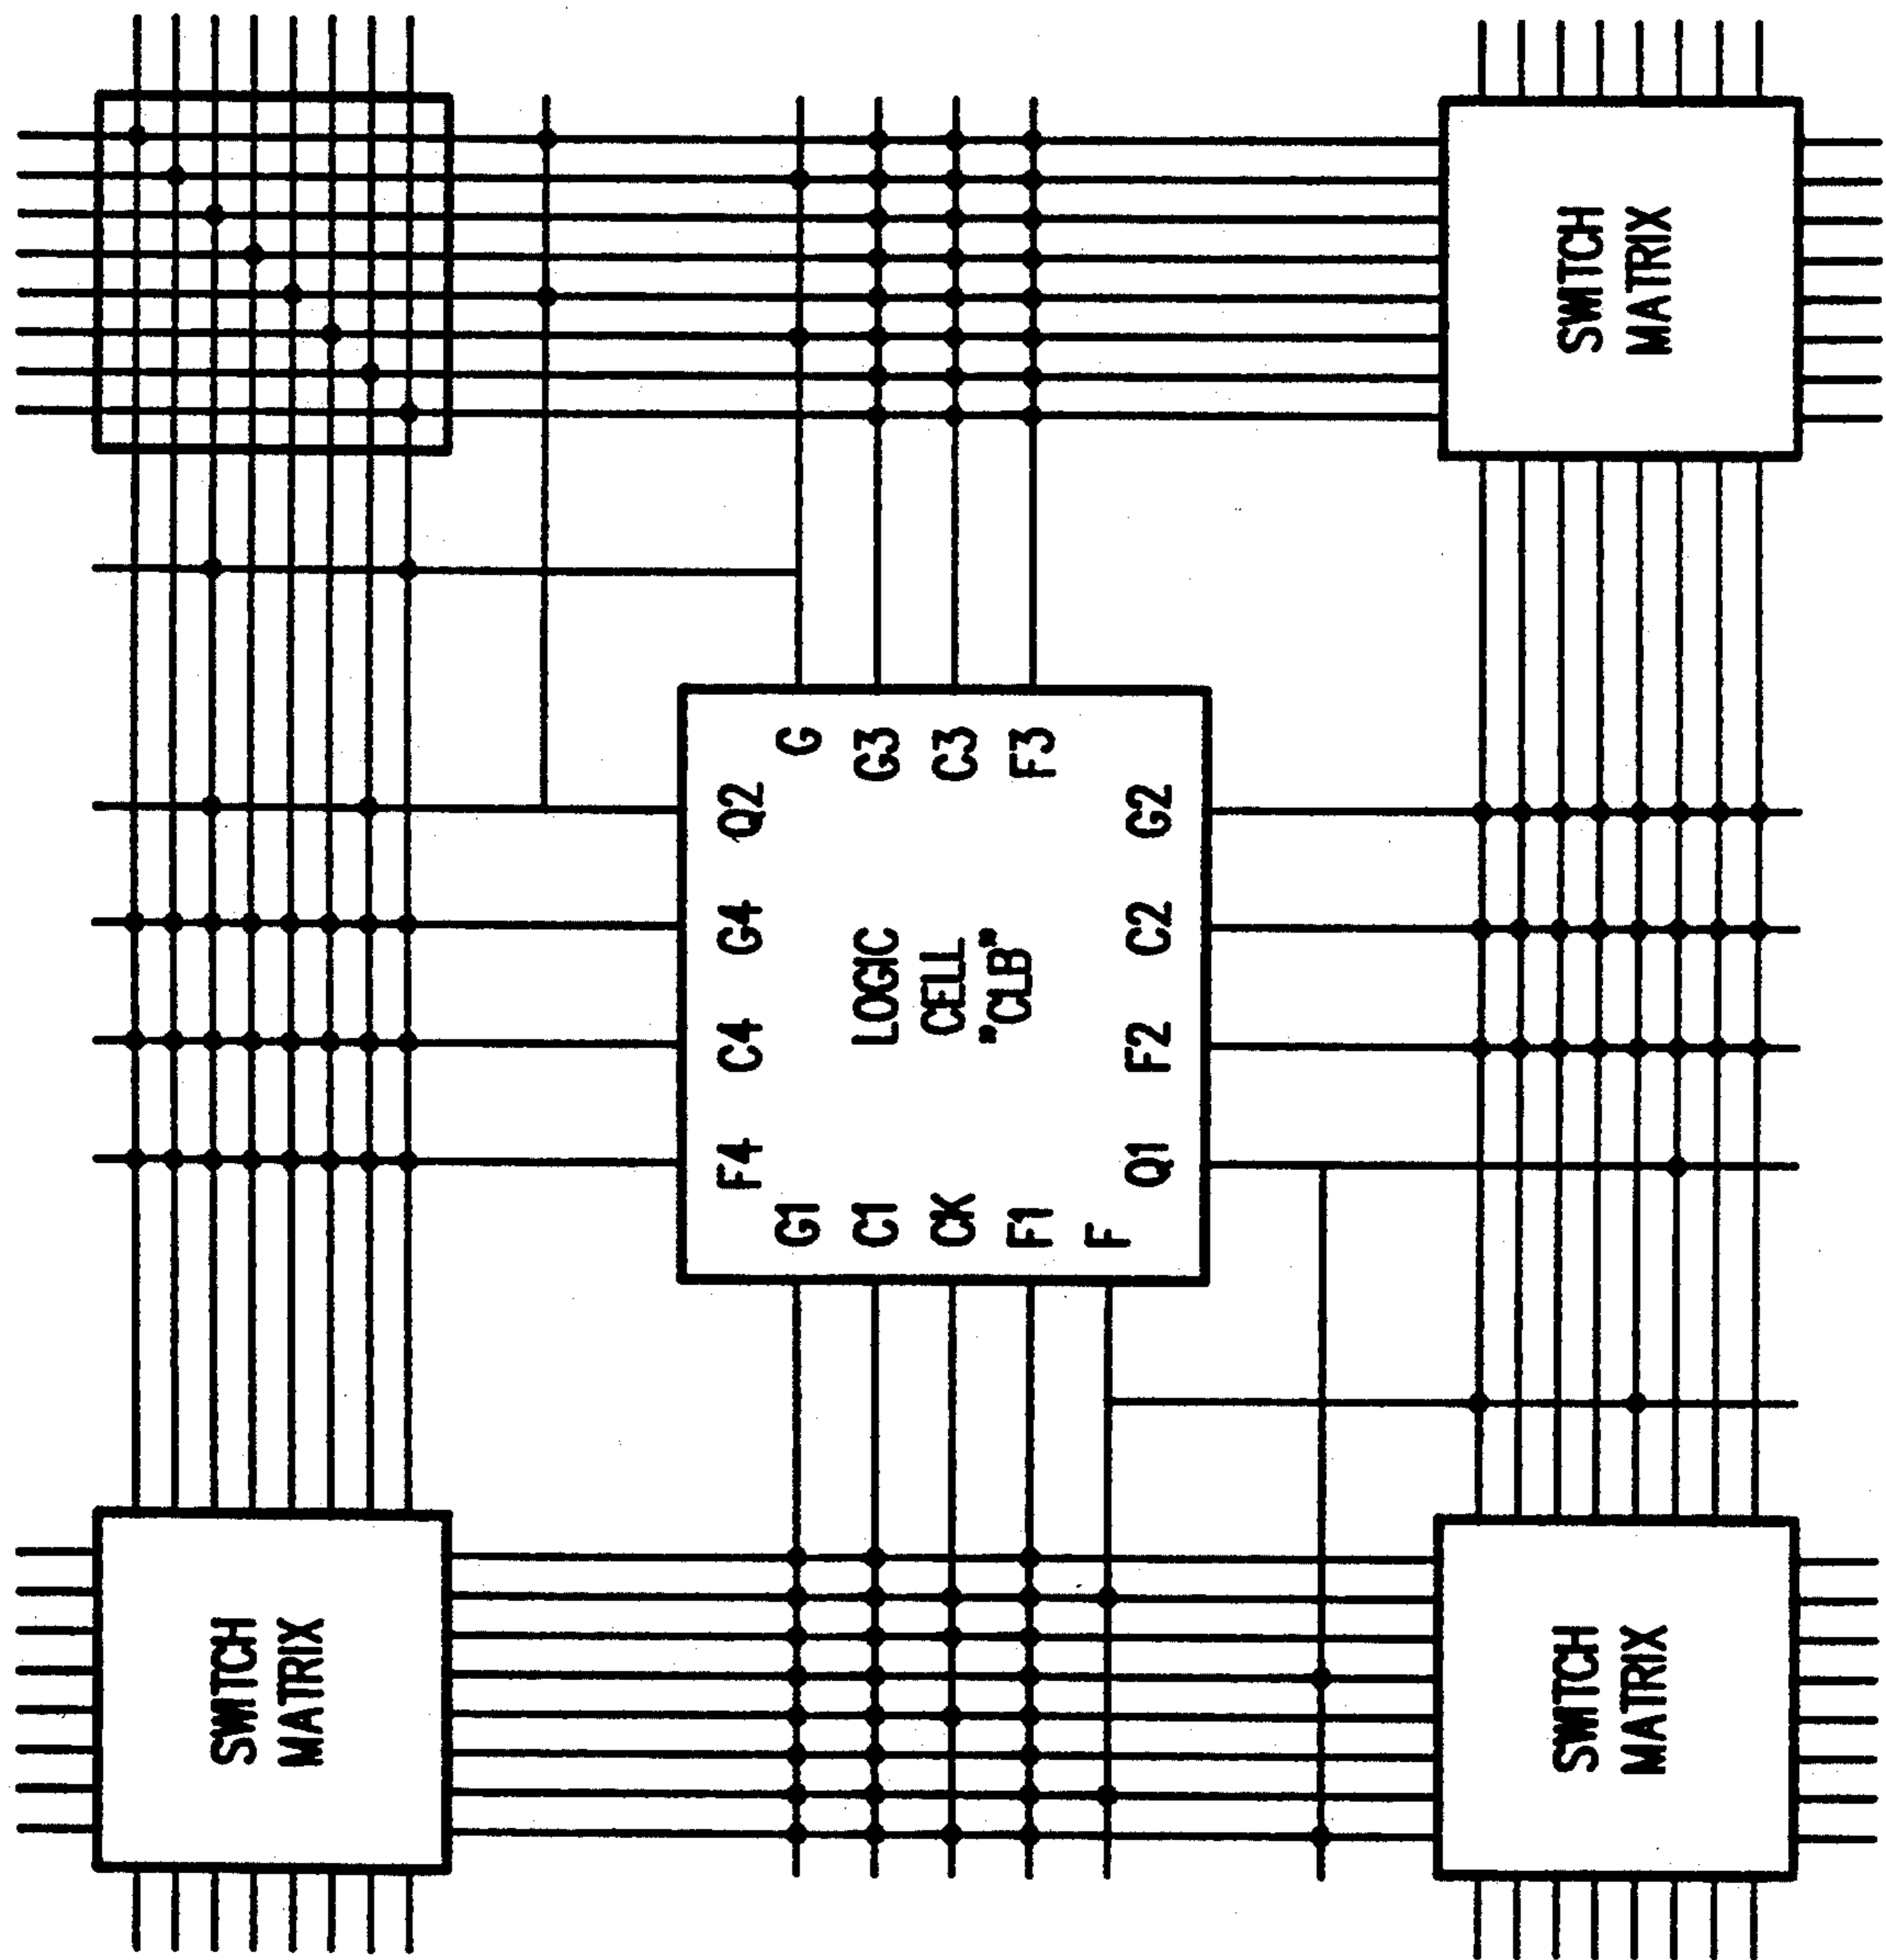 SWITCH
MATRIX
SWITCH
MATRIX
SWITCH
MATRIX
G1
C1
CK
F1
F
F4
C4
G4
Q2
LOGIC
CELL
"CLB"
Q1
F2
C2
G2
G
G3
C3
F3